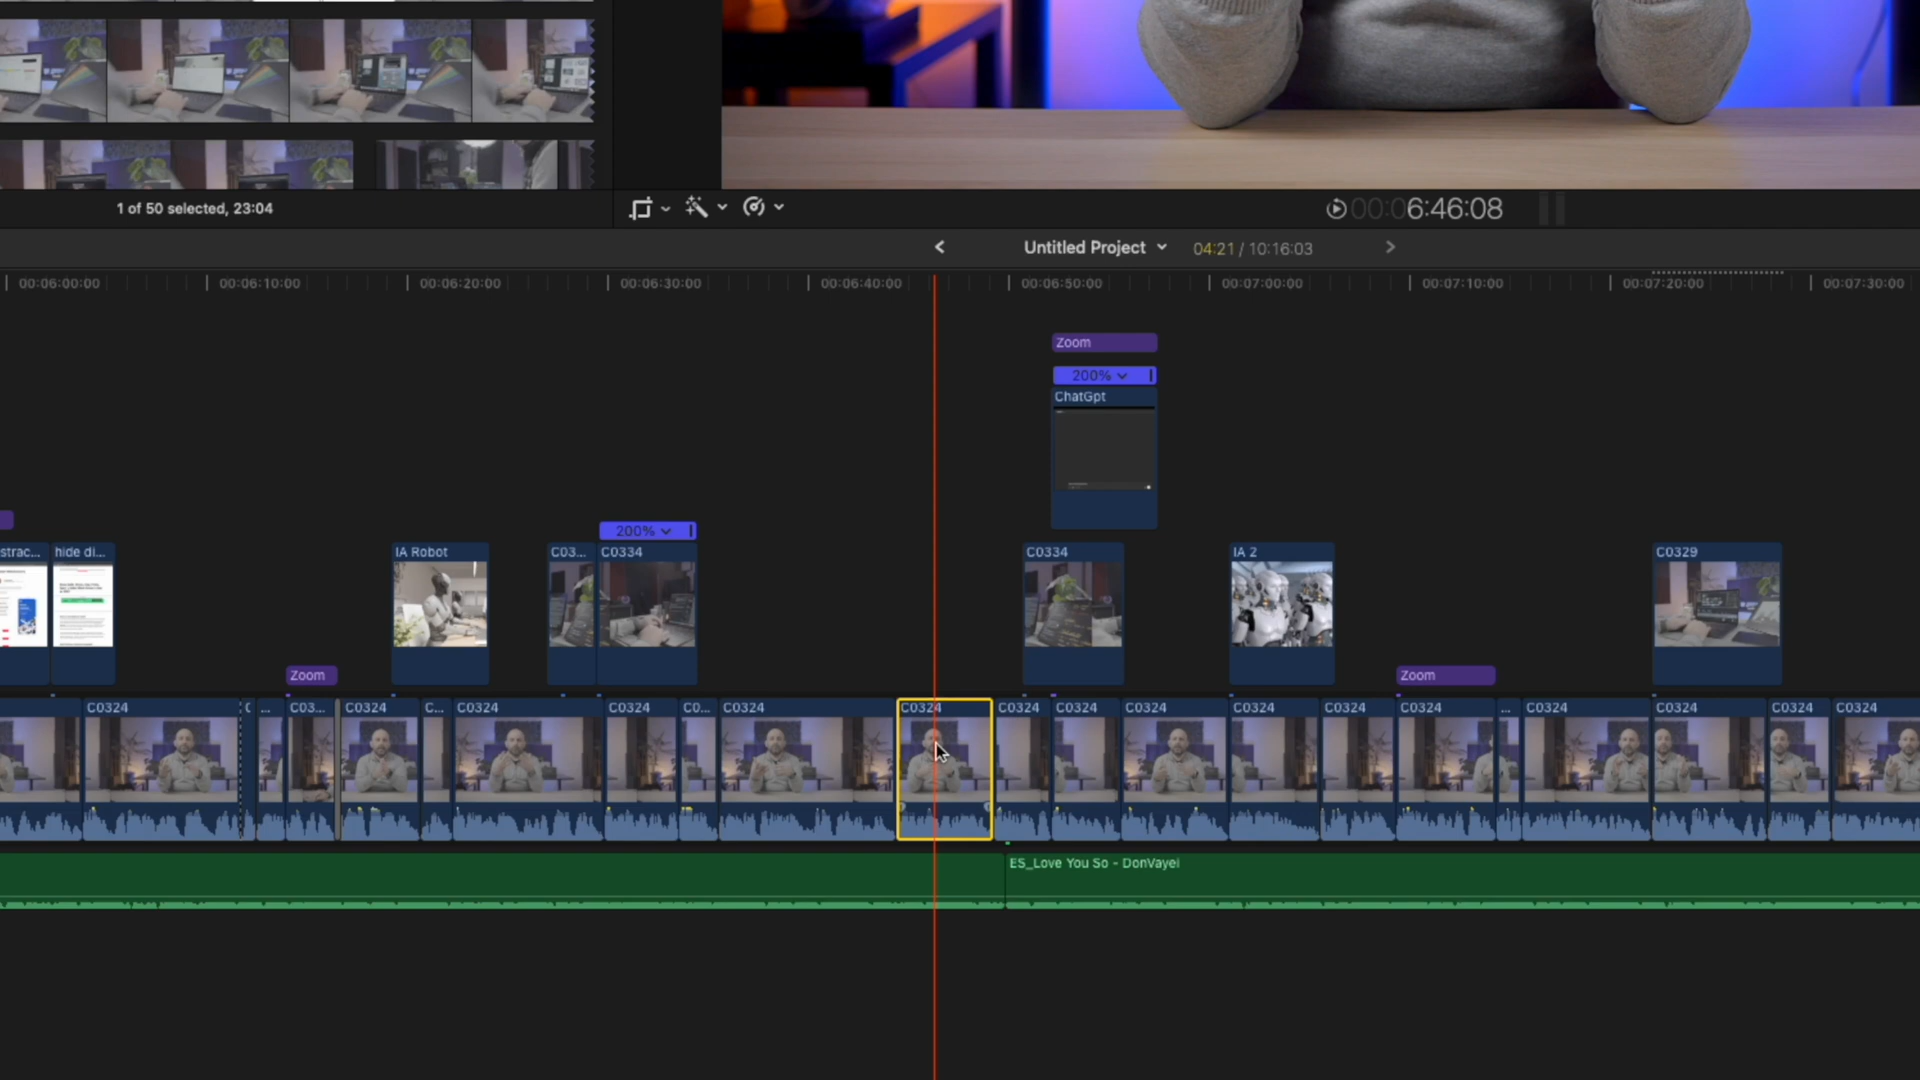 1 of 50 selected, 23:04
00:06:46:08
Untitled Project
04:21 / 10:16:03
00:06:00:00
00:06:10:00
00:06:20:00
00:06:30:00
00:06:40:00
00:06:50:00
00:07:00:00
00:07:10:00
00:07:20:00
00:07:30:00
Zoom
200%
ChatGpt
200%
strac...
hide di...
IA Robot
C03...
C0334
C0334
IA 2
C0329
Zoom
Zoom
C0324
C
...
C03...
C0324
C...
C0324
C0324
C0...
C0324
C0324
C0324
C0324
C0324
C0324
C0324
C0324
...
C0324
C0324
C0324
C0324
ES_Love You So - DonVayei